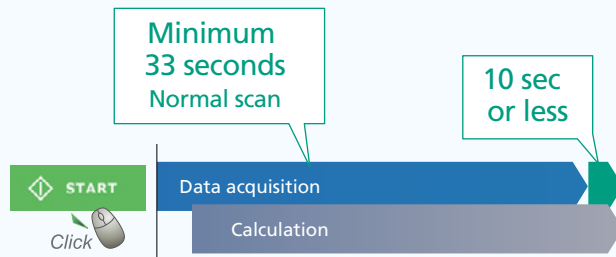 Minimum
33 seconds
Normal scan
10 sec
or less
START
Data acquisition
Click
Calculation